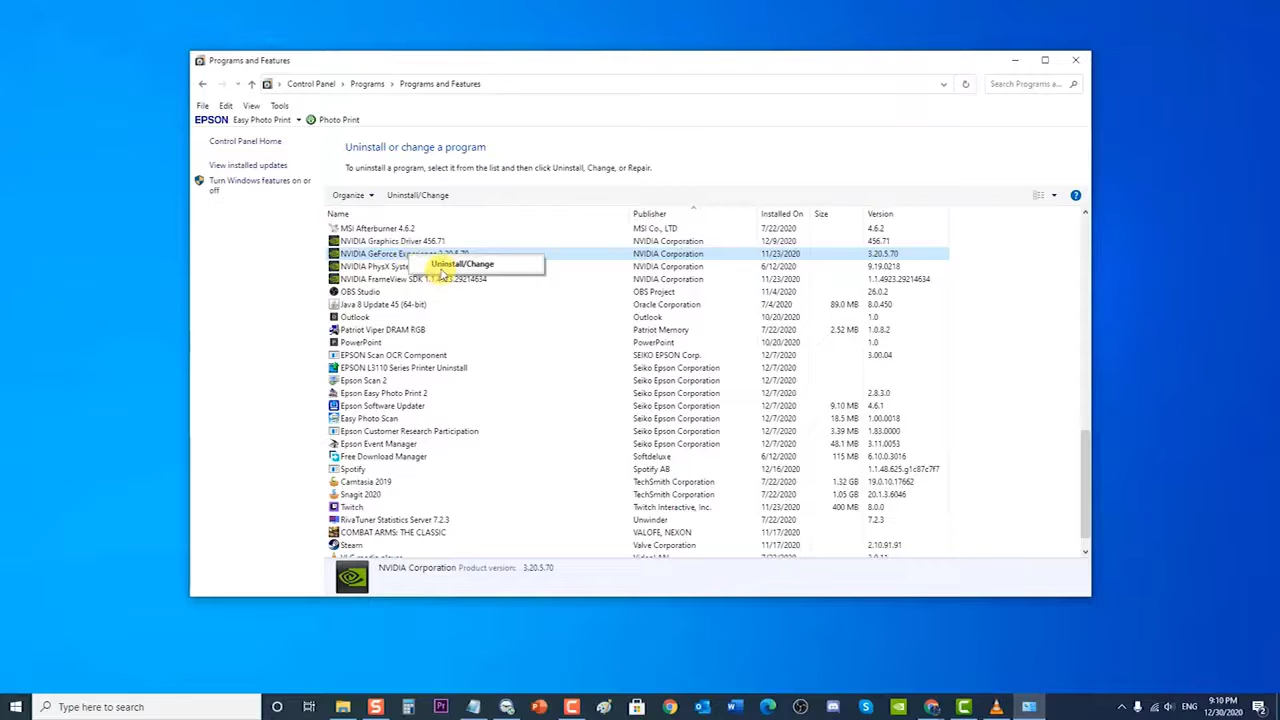 Programs and Features
Control Panel > Programs > Programs and Features
Search Programs a...
File Edit View Tools
EPSON Easy Photo Print Photo Print
Control Panel Home
View installed updates
Turn Windows features on or
off
Uninstall or change a program
To uninstall a program, select it from the list and then click Uninstall, Change, or Repair.
Organize Uninstall/Change
Name Publisher Installed On Size Version
MSI Afterburner 4.6.2 MSI Co., LTD 7/22/2020 4.6.2
NVIDIA Graphics Driver 456.71 NVIDIA Corporation 12/9/2020 456.71
NVIDIA GeForce Experience 3.20.5.70 NVIDIA Corporation 11/23/2020 3.20.5.70
Uninstall/Change
NVIDIA PhysX NVIDIA Corporation 6/12/2020 9.19.0218
NVIDIA FrameView SDK 1.1.4923.29214634 NVIDIA Corporation 11/23/2020 1.1.4923.29214634
OBS Studio OBS Project 11/4/2020 26.0.2
Java 8 Update 45 (64-bit) Oracle Corporation 7/4/2020 89.0 MB 8.0.450
Outlook Outlook 10/20/2020 1.0
Patriot Viper DRAM RGB Patriot Memory 7/22/2020 2.52 MB 1.0.8.2
PowerPoint PowerPoint 10/20/2020 1.0
EPSON Scan OCR Component SEIKO EPSON Corp. 12/7/2020 3.00.04
EPSON L3110 Series Printer Uninstall Seiko Epson Corporation 12/7/2020
Epson Scan 2 Seiko Epson Corporation 12/7/2020
Epson Easy Photo Print 2 Seiko Epson Corporation 12/7/2020 2.8.3.0
Epson Software Updater Seiko Epson Corporation 12/7/2020 9.10 MB 4.6.1
Easy Photo Scan Seiko Epson Corporation 12/7/2020 18.5 MB 1.00.0018
Epson Customer Research Participation Seiko Epson Corporation 12/7/2020 3.39 MB 1.83.0000
Epson Event Manager Seiko Epson Corporation 12/7/2020 48.1 MB 3.11.0053
Free Download Manager Softdeluxe 6/12/2020 115 MB 6.10.0.3016
Spotify Spotify AB 12/16/2020 1.1.48.625.g1c87c7f7
Camtasia 2019 TechSmith Corporation 11/17/2020 1.32 GB 19.0.10.17662
Snagit 2020 TechSmith Corporation 11/17/2020 1.05 GB 20.1.3.6046
Twitch Twitch Interactive, Inc. 11/17/2020 400 MB 8.0.0
RivaTuner Statistics Server 7.2.3 Unwinder 7/22/2020 7.2.3
COMBAT ARMS: THE CLASSIC VALOFE, NEXON 11/17/2020
Steam Valve Corporation 11/17/2020 2.10.91.91
VLC media player VideoLAN
NVIDIA Corporation Product version: 3.20.5.70
Type here to search
ENG
9:10 PM
12/30/2020